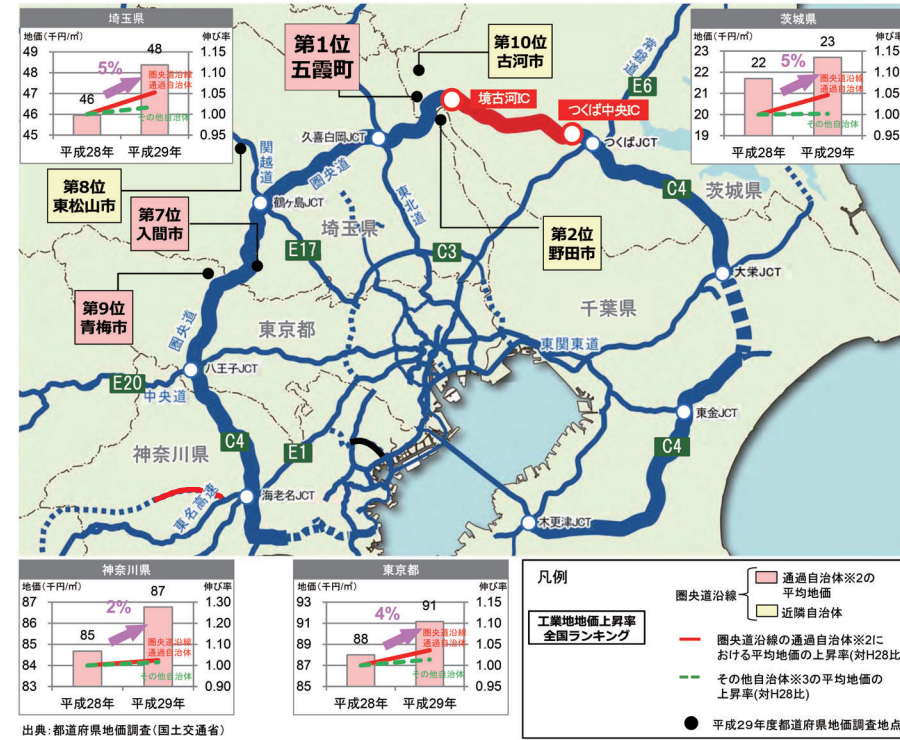 埼玉県
地価(千円/㎡) 伸び率
49
48
47
46
45
1.15
1.10
1.05
1.00
0.95
5%
46
48
圏央道沿線
通過自治体
その他自治体
平成28年 平成29年
茨城県
地価(千円/㎡) 伸び率
23
22
21
20
19
1.15
1.10
1.05
1.00
0.95
5%
22
23
圏央道沿線
通過自治体
その他自治体
平成28年 平成29年
第1位
五霞町
第10位
古河市
常磐道
E6
境古河IC
つくば中央IC
久喜白岡JCT
つくばJCT
圏央道
関越道
東北道
C4
茨城県
第8位
東松山市
第7位
入間市
鶴ヶ島JCT
埼玉県
E17
C3
第2位
野田市
大栄JCT
第9位
青梅市
千葉県
東京都
圏央道
東関東道
八王子JCT
E20
中央道
東金JCT
C4
C4
E1
神奈川県
海老名JCT
東名高速
木更津JCT
神奈川県
地価(千円/㎡) 伸び率
87
86
85
84
83
1.30
1.20
1.10
1.00
0.90
2%
85
87
圏央道沿線
通過自治体
その他自治体
平成28年 平成29年
東京都
地価(千円/㎡) 伸び率
93
91
89
87
85
1.15
1.10
1.05
1.00
0.95
4%
88
91
圏央道沿線
通過自治体
その他自治体
平成28年 平成29年
凡例
工業地地価上昇率
全国ランキング
圏央道沿線
通過自治体※2の
平均地価
近隣自治体
圏央道沿線の通過自治体※2に
おける平均地価の上昇率(対H28比
その他自治体※3の平均地価の
上昇率(対H28比)
平成29年度都道府県地価調査地点
出典:都道府県地価調査(国土交通省)